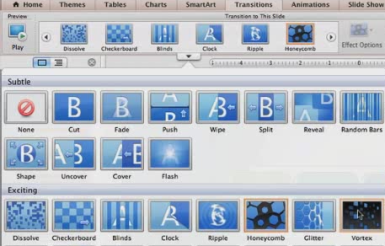 Home Themes Tables Charts SmartArt Transitions Animations Slide Show
Preview Transition to This Slide
Play Dissolve Checkerboard Blinds Clock Ripple Honeycomb Effect Options
Subtle
None Cut Fade Push Wipe Split Reveal Random Bars
Shape Uncover Cover Flash
Exciting
Dissolve Checkerboard Blinds Clock Ripple Honeycomb Glitter Vortex